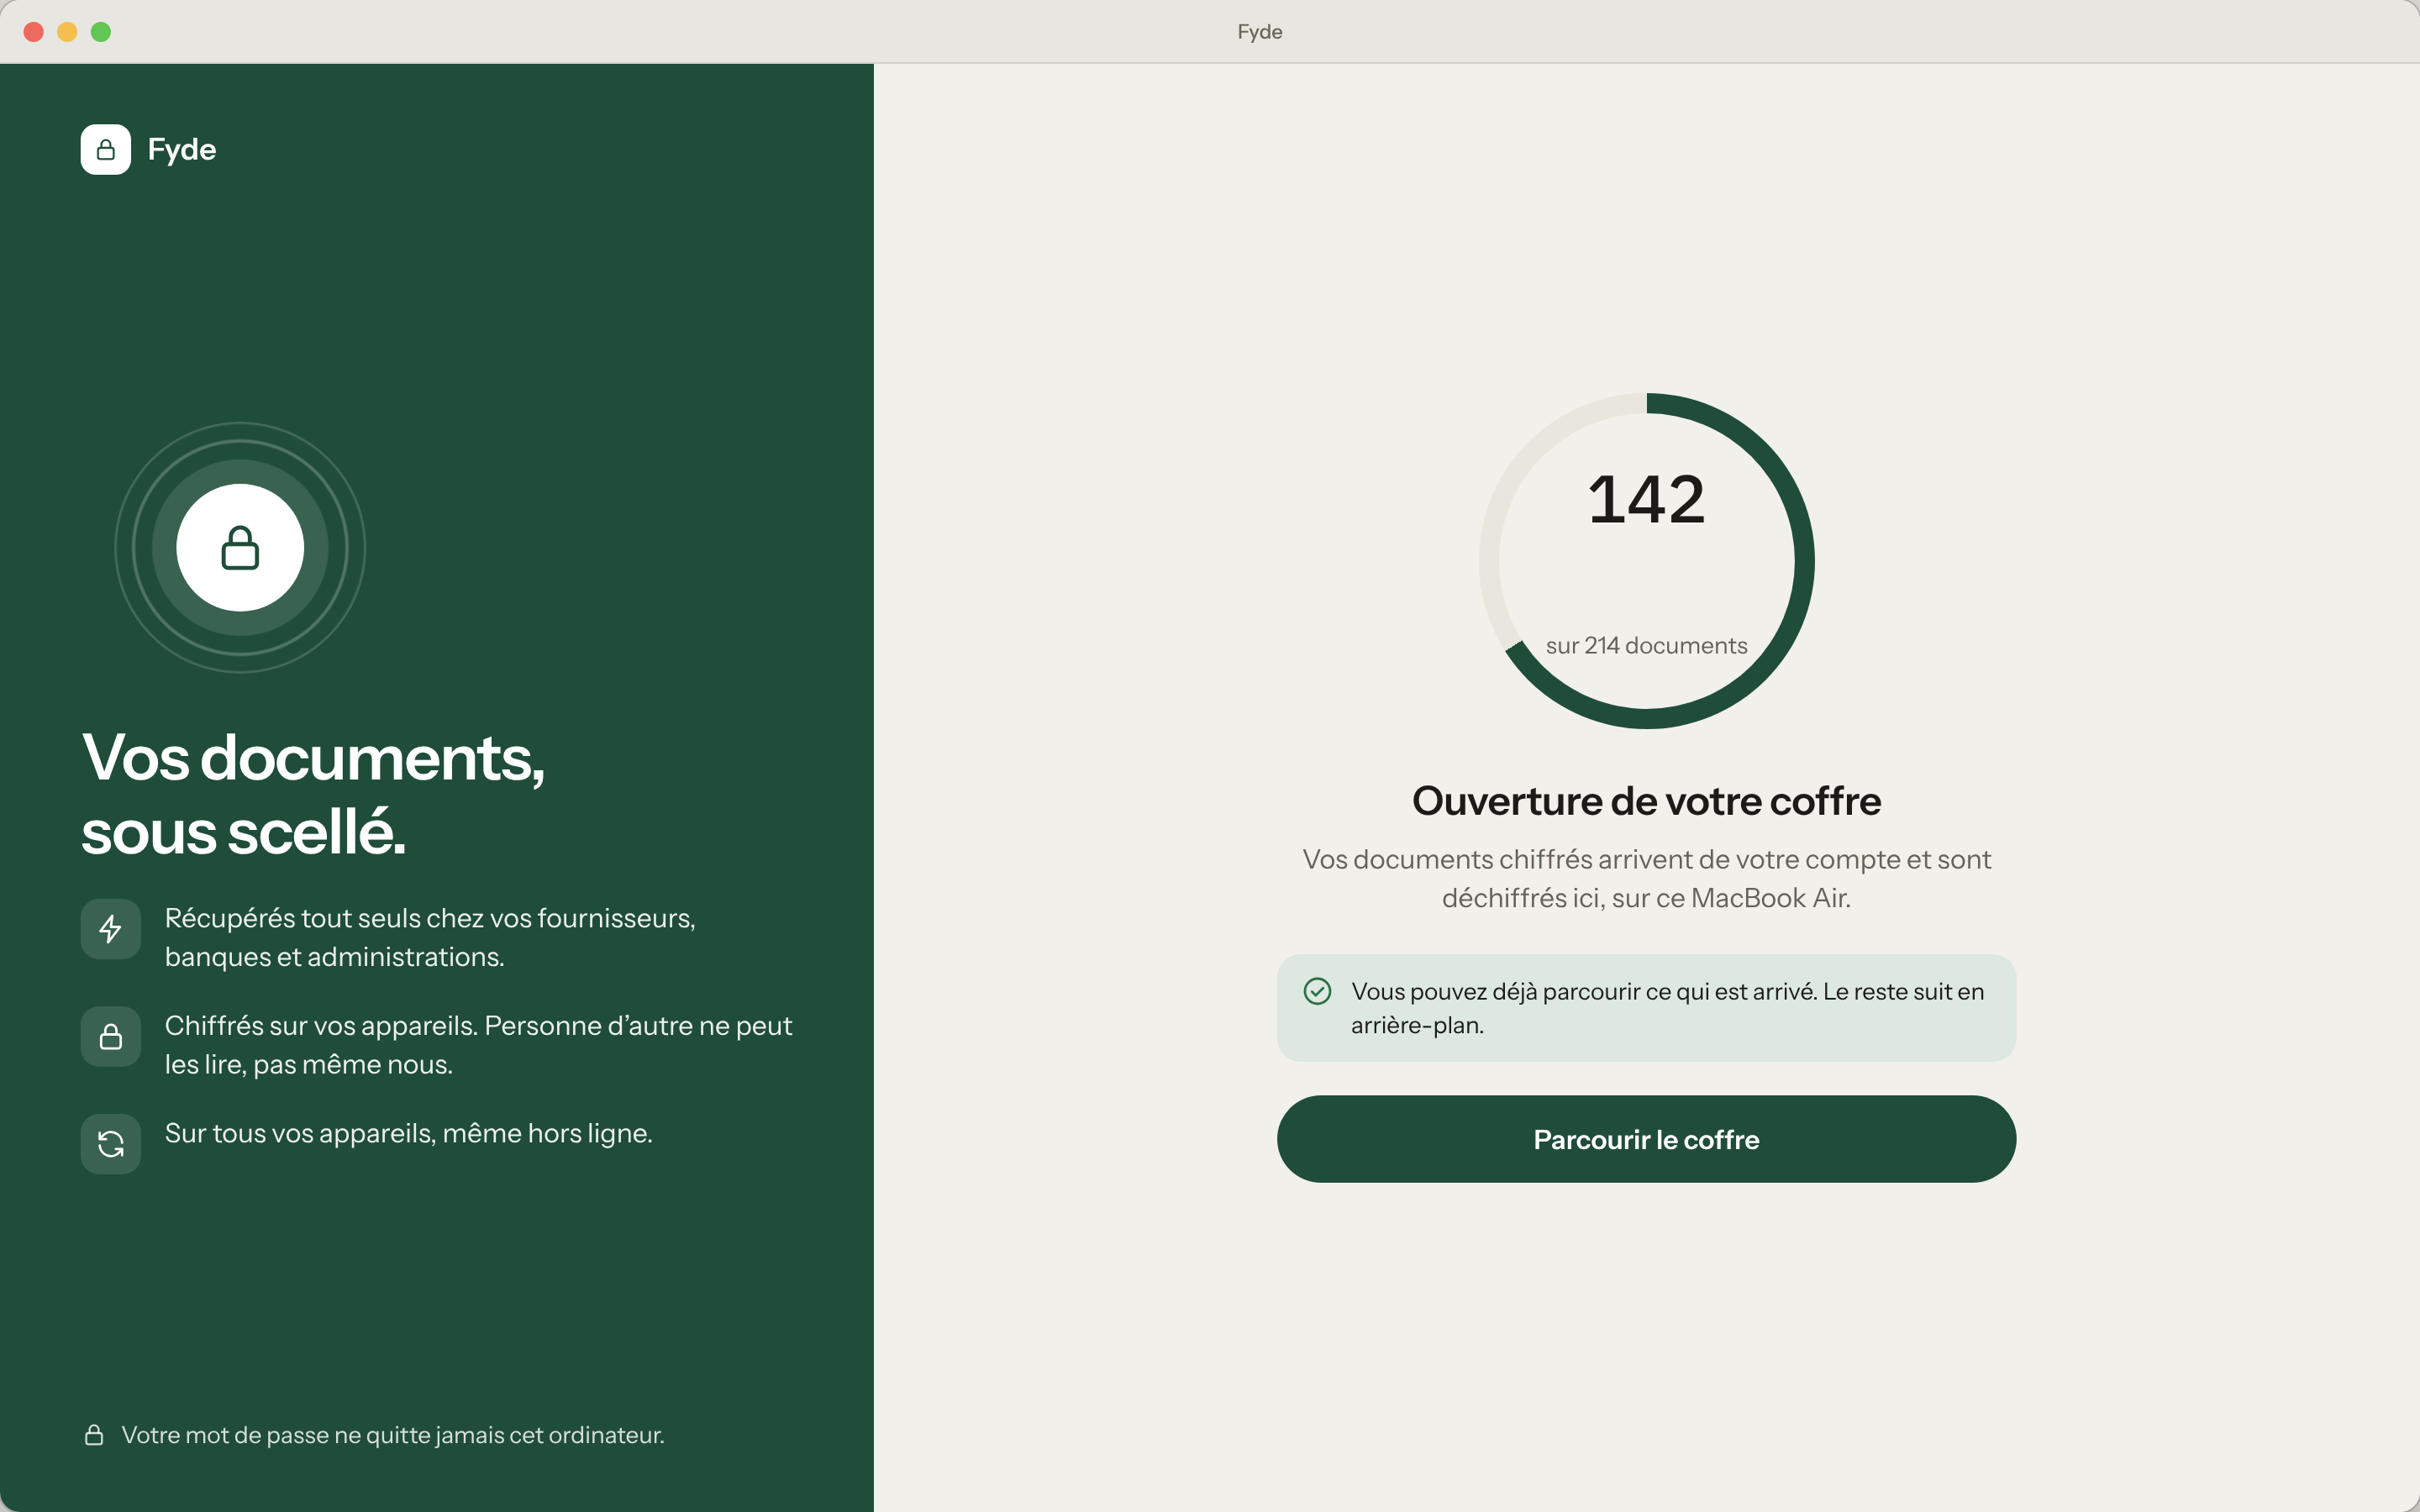 Fyde
Fyde
Vos documents,
sous scellé.
Récupérés tout seuls chez vos fournisseurs,
banques et administrations.
Chiffrés sur vos appareils. Personne d’autre ne peut
les lire, pas même nous.
Sur tous vos appareils, même hors ligne.
Votre mot de passe ne quitte jamais cet ordinateur.
142
sur 214 documents
Ouverture de votre coffre
Vos documents chiffrés arrivent de votre compte et sont
déchiffrés ici, sur ce MacBook Air.
Vous pouvez déjà parcourir ce qui est arrivé. Le reste suit en
arrière-plan.
Parcourir le coffre